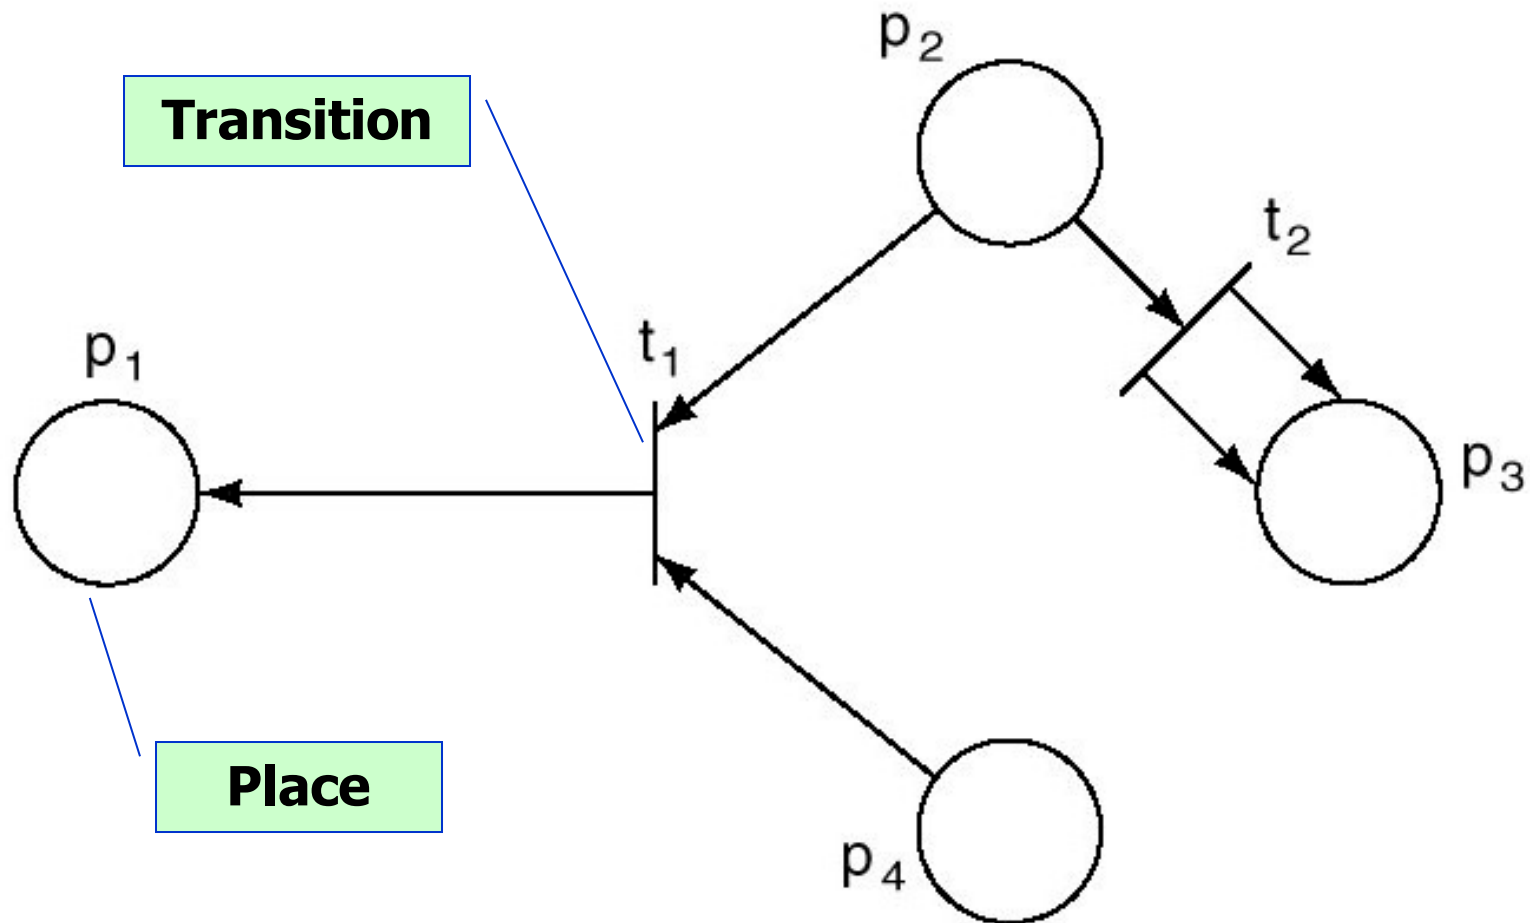 p₂
Transition
t₂
t₁
p₁
p₃
Place
p₄